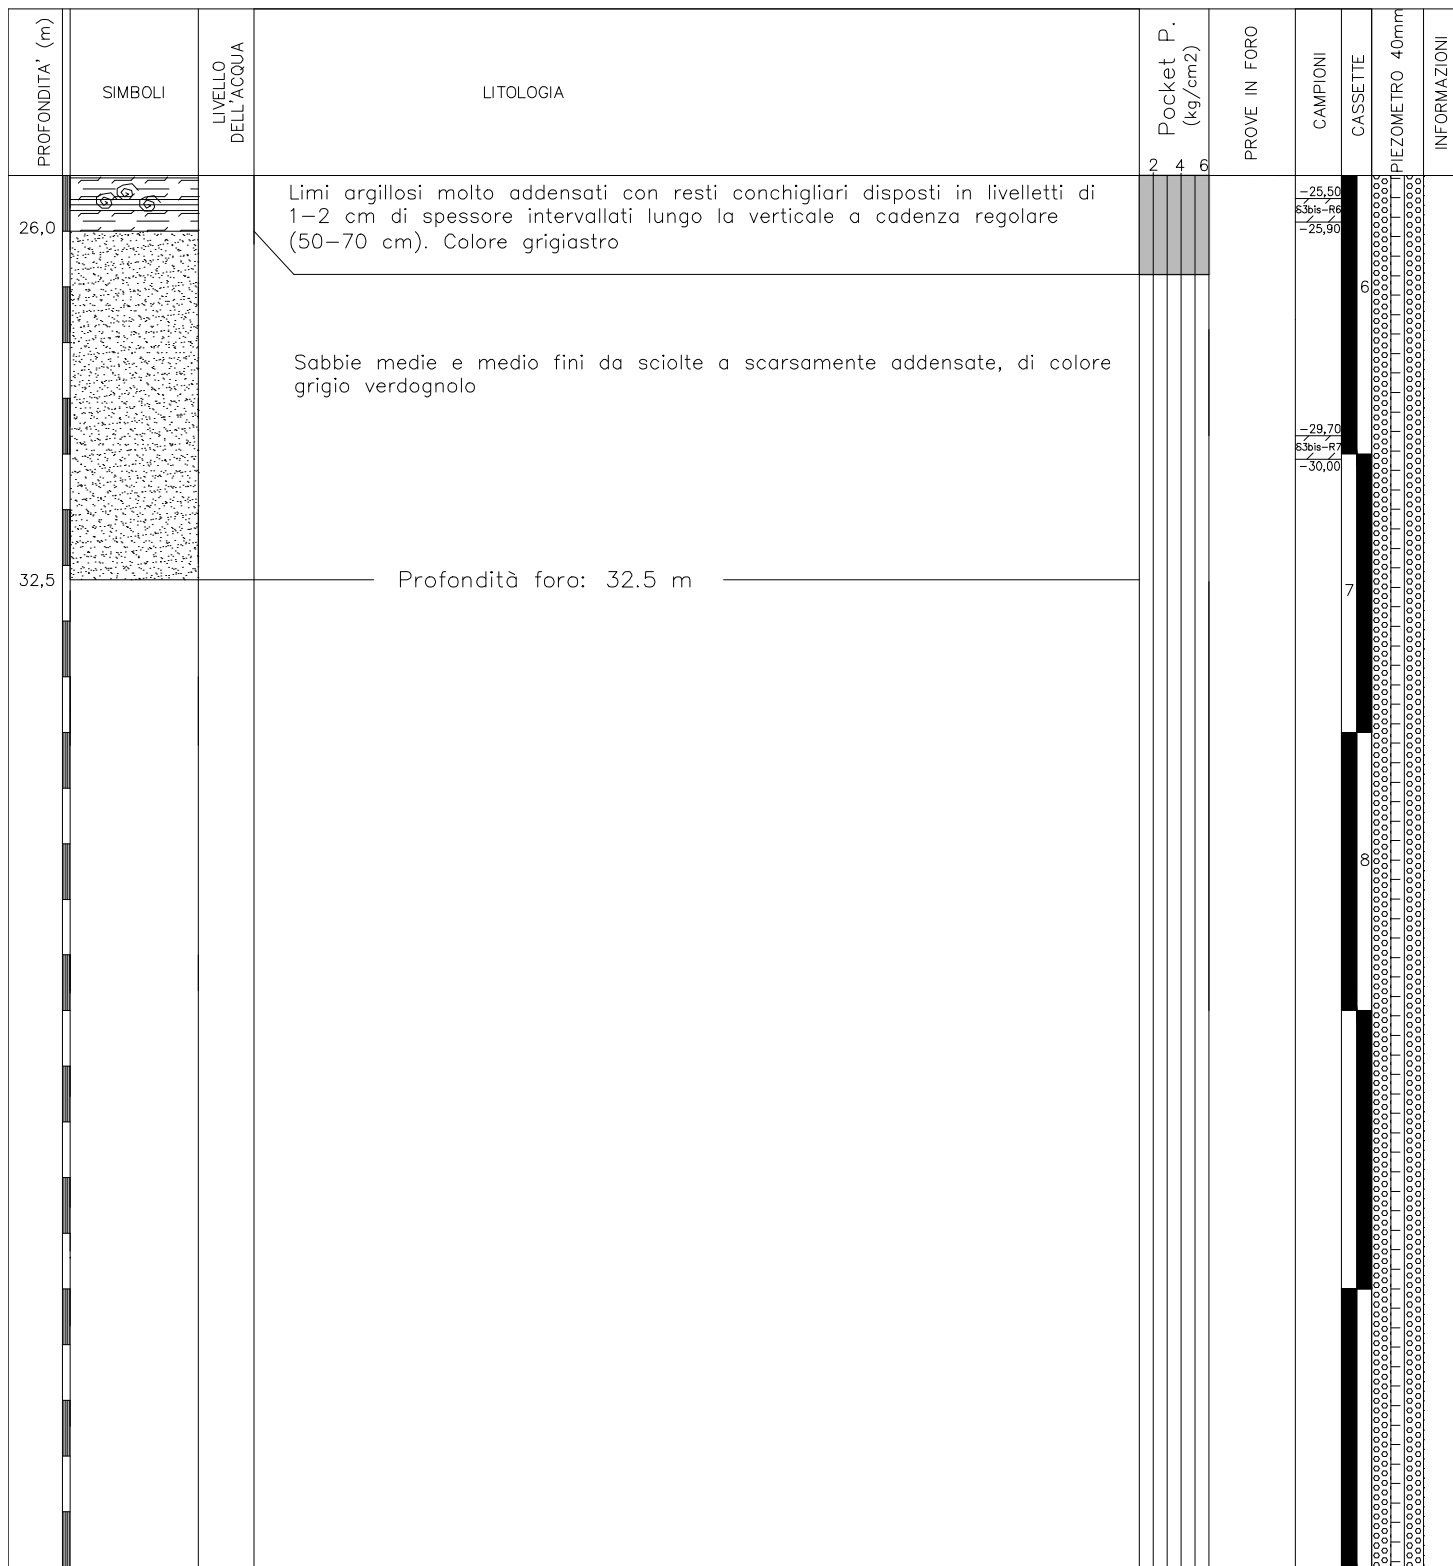 PROFONDITA' (m)
SIMBOLI
LIVELLO
DELL'ACQUA
LITOLOGIA
Pocket P.
(kg/cm2)
2 4 6
PROVE IN FORO
CAMPIONI
CASSETTE
PIEZOMETRO 40mm
INFORMAZIONI
26,0
Limi argillosi molto addensati con resti conchigliari disposti in livelletti di
1-2 cm di spessore intervallati lungo la verticale a cadenza regolare
(50-70 cm). Colore grigiastro
-25,50
S3bis-R6
-25,90
6
Sabbie medie e medio fini da sciolte a scarsamente addensate, di colore
grigio verdognolo
-29,70
S3bis-R7
-30,00
32,5
Profondità foro: 32.5 m
7
8